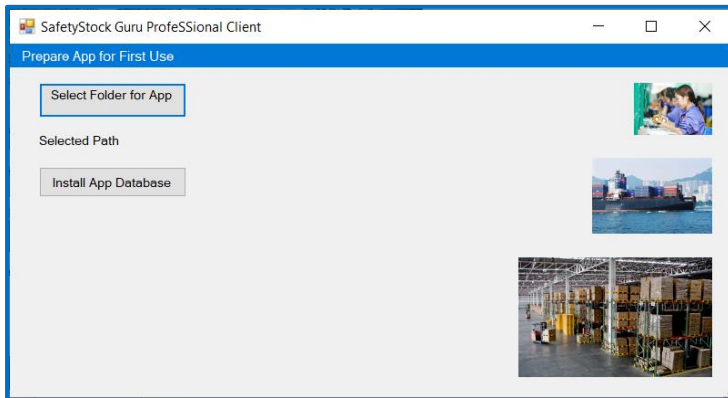 SafetyStock Guru ProfeSSional Client
Prepare App for First Use
Select Folder for App
Selected Path
Install App Database